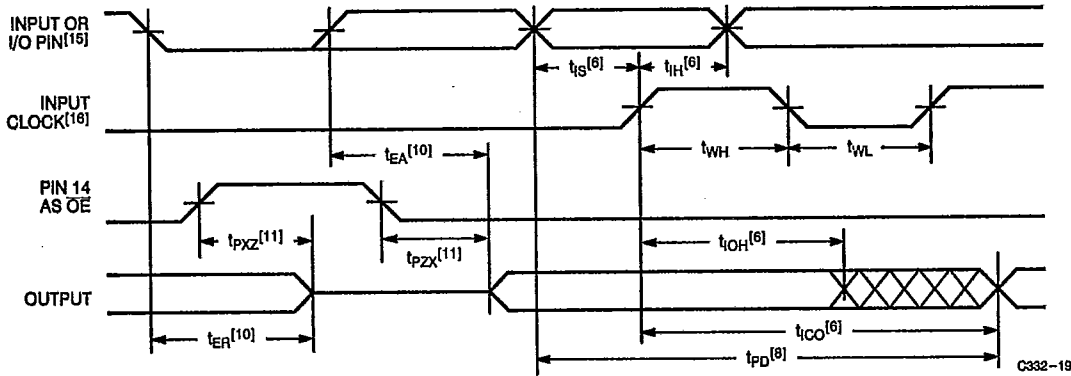 INPUT OR
I/O PIN[15]
tIS[6]
tIH[6]
INPUT
CLOCK[16]
tEA[10]
tWH
tWL
PIN 14
AS OE
tPXZ[11]
tPZX[11]
tIOH[6]
OUTPUT
tER[10]
tICO[6]
tPD[8]
C332-19